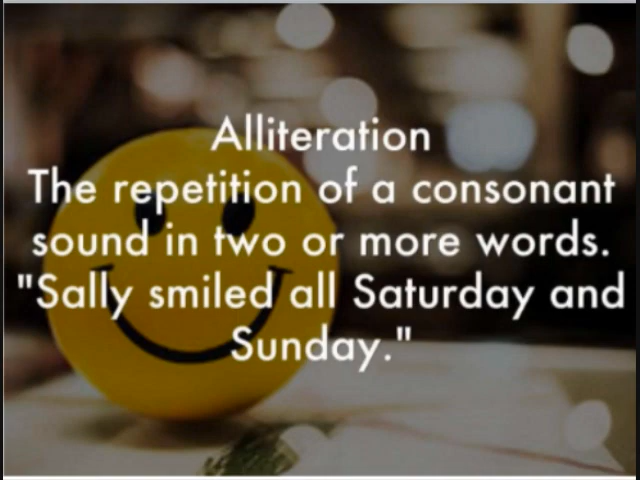 Alliteration
The repetition of a consonant
sound in two or more words.
"Sally smiled all Saturday and
Sunday."